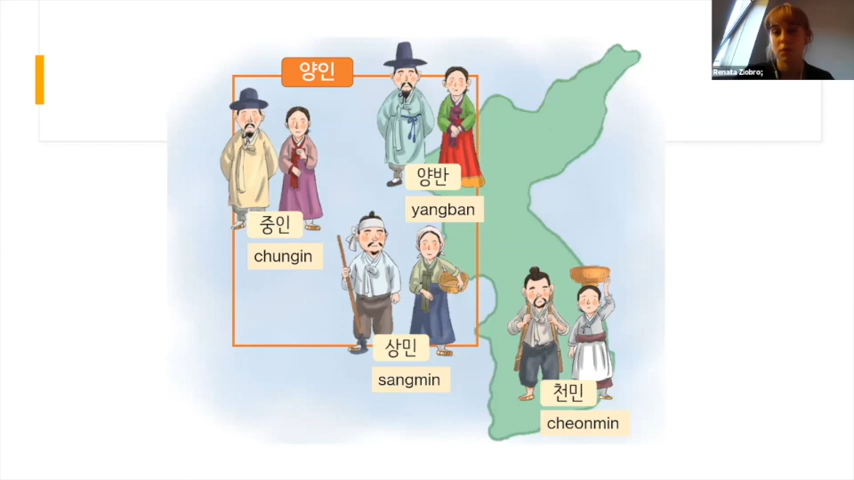 Renata Ziobro;
양인
양반
yangban
중인
chungin
상민
sangmin
천민
cheonmin